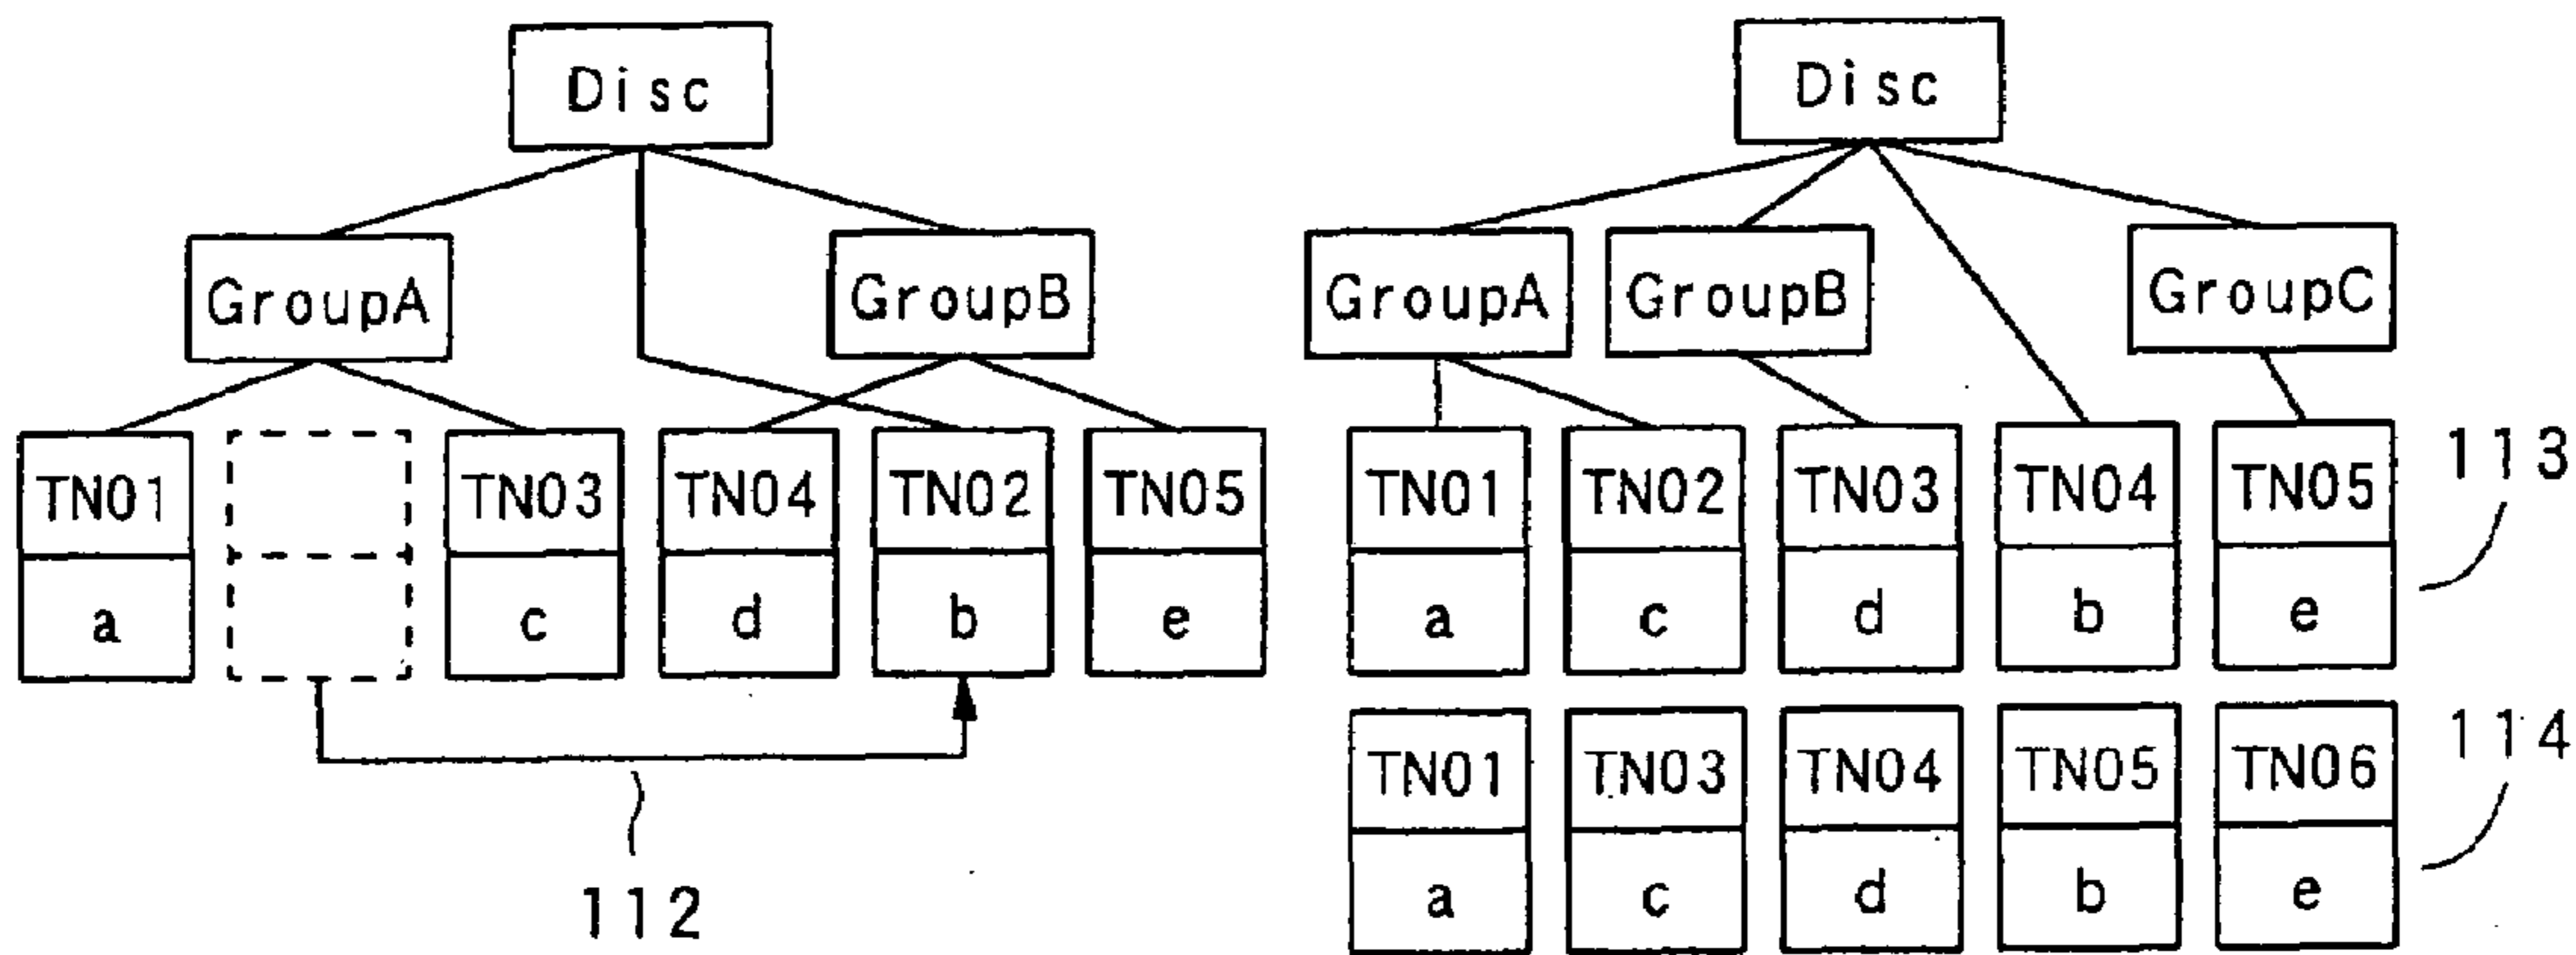 Disc Disc
GroupA GroupB GroupA GroupB GroupC
TN01 TN03 TN04 TN02 TN05 TN01 TN02 TN03 TN04 TN05 113
a c d b e a c d b e
TN01 TN03 TN04 TN05 TN06 114
a c d b e
112